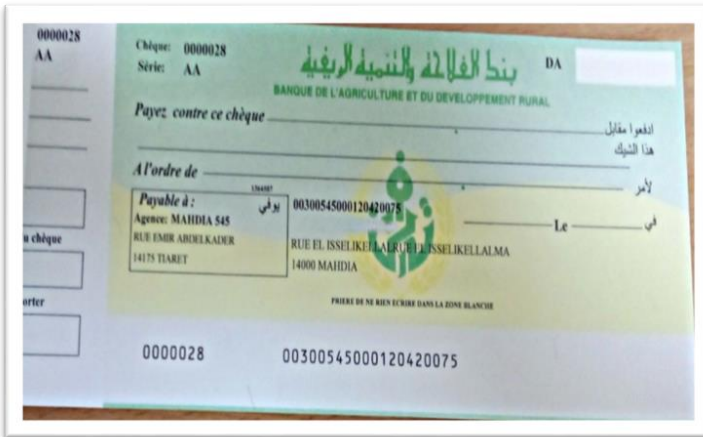 0000028
AA
u chèque
orter
Chèque: 0000028
Série: AA
بنك الفلاحة والتنمية الريفية
DA
BANQUE DE L'AGRICULTURE ET DU DEVELOPPEMENT RURAL
Payez contre ce chèque
ادفعوا مقابل
هذا الشيك
A l'ordre de
لأمر
Payable à :
يوفي
Agence: MAHDIA 545
RUE EMIR ABDELKADER
14175 TIARET
00300545000120420075
Le
في
RUE EL ISSELIKELLALRUE EL ISSELIKELLALMA
14000 MAHDIA
PRIERE DE NE RIEN ECRIRE DANS LA ZONE BLANCHE
0000028 00300545000120420075